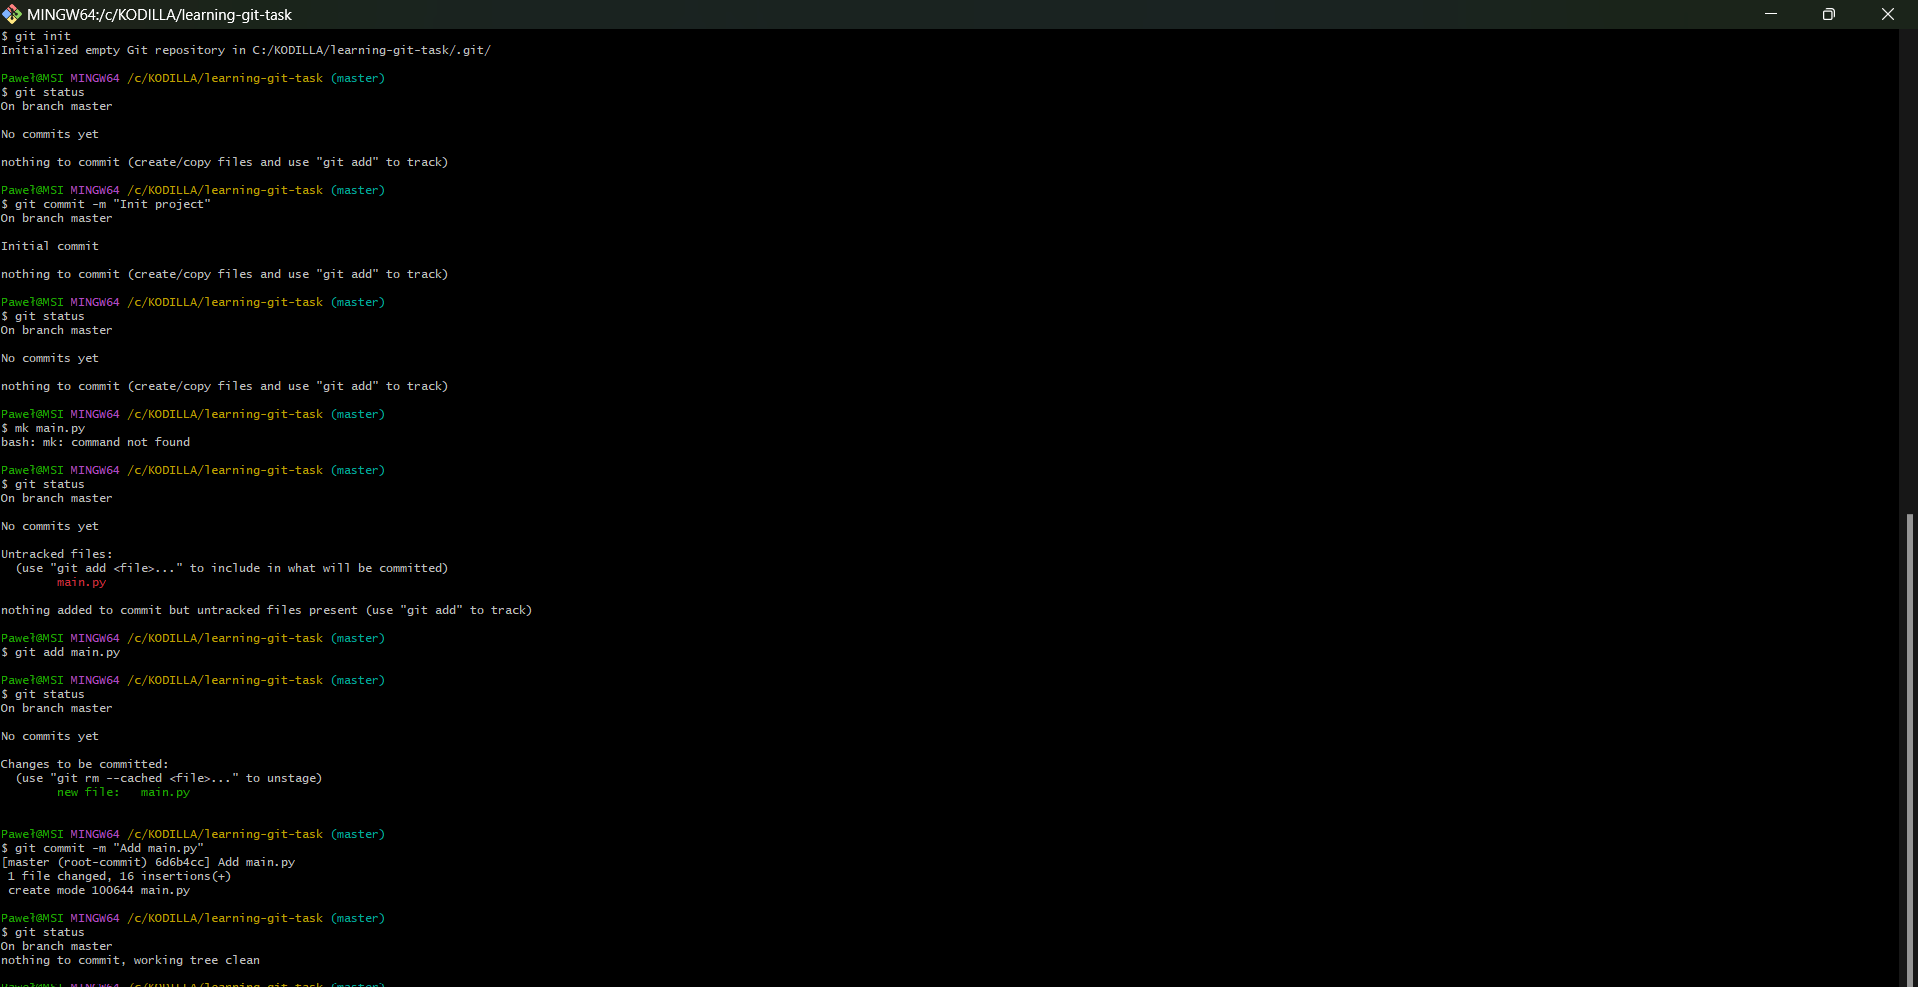 MINGW64:/c/KODILLA/learning-git-task
$ git init
Initialized empty Git repository in C:/KODILLA/learning-git-task/.git/
Paweł@MSI MINGW64 /c/KODILLA/learning-git-task (master)
$ git status
On branch master
No commits yet
nothing to commit (create/copy files and use "git add" to track)
Paweł@MSI MINGW64 /c/KODILLA/learning-git-task (master)
$ git commit -m "Init project"
On branch master
Initial commit
nothing to commit (create/copy files and use "git add" to track)
Paweł@MSI MINGW64 /c/KODILLA/learning-git-task (master)
$ git status
On branch master
No commits yet
nothing to commit (create/copy files and use "git add" to track)
Paweł@MSI MINGW64 /c/KODILLA/learning-git-task (master)
$ mk main.py
bash: mk: command not found
Paweł@MSI MINGW64 /c/KODILLA/learning-git-task (master)
$ git status
On branch master
No commits yet
Untracked files:
  (use "git add <file>..." to include in what will be committed)
        main.py
nothing added to commit but untracked files present (use "git add" to track)
Paweł@MSI MINGW64 /c/KODILLA/learning-git-task (master)
$ git add main.py
Paweł@MSI MINGW64 /c/KODILLA/learning-git-task (master)
$ git status
On branch master
No commits yet
Changes to be committed:
  (use "git rm --cached <file>..." to unstage)
        new file:   main.py
Paweł@MSI MINGW64 /c/KODILLA/learning-git-task (master)
$ git commit -m "Add main.py"
[master (root-commit) 6d6b4cc] Add main.py
 1 file changed, 16 insertions(+)
 create mode 100644 main.py
Paweł@MSI MINGW64 /c/KODILLA/learning-git-task (master)
$ git status
On branch master
nothing to commit, working tree clean
Paweł@MSI MINGW64 /c/KODILLA/learning-git-task (master)